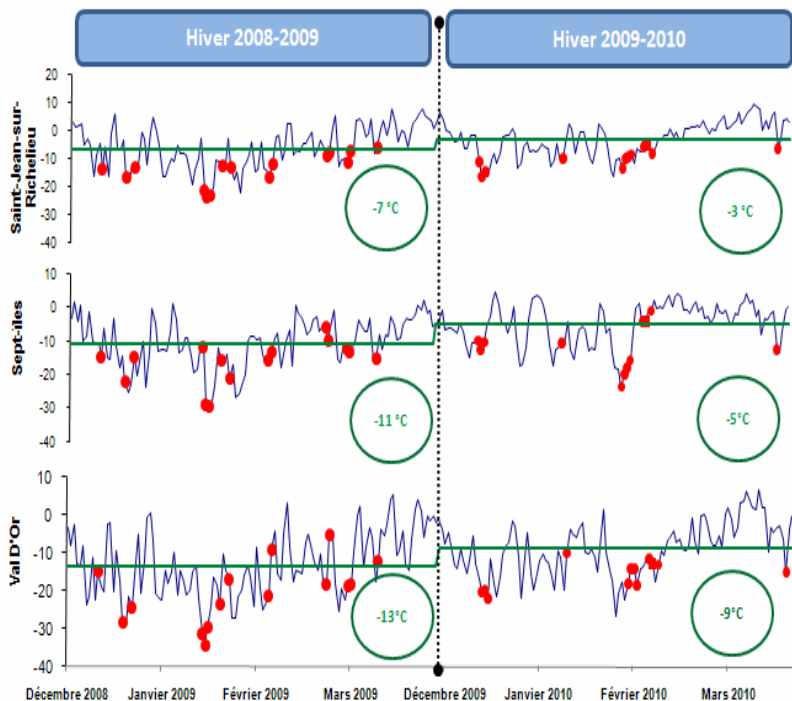 Hiver 2008-2009
Hiver 2009-2010
Saint-Jean-sur-
Richelieu
20
10
0
-10
-20
-30
-40
-7 °C
-3 °C
Sept-îles
10
0
-10
-20
-30
-40
-11 °C
-5 °C
Val D'Or
10
0
-10
-20
-30
-40
-13°C
-9°C
Décembre 2008 Janvier 2009 Février 2009 Mars 2009 Décembre 2009 Janvier 2010 Février 2010 Mars 2010